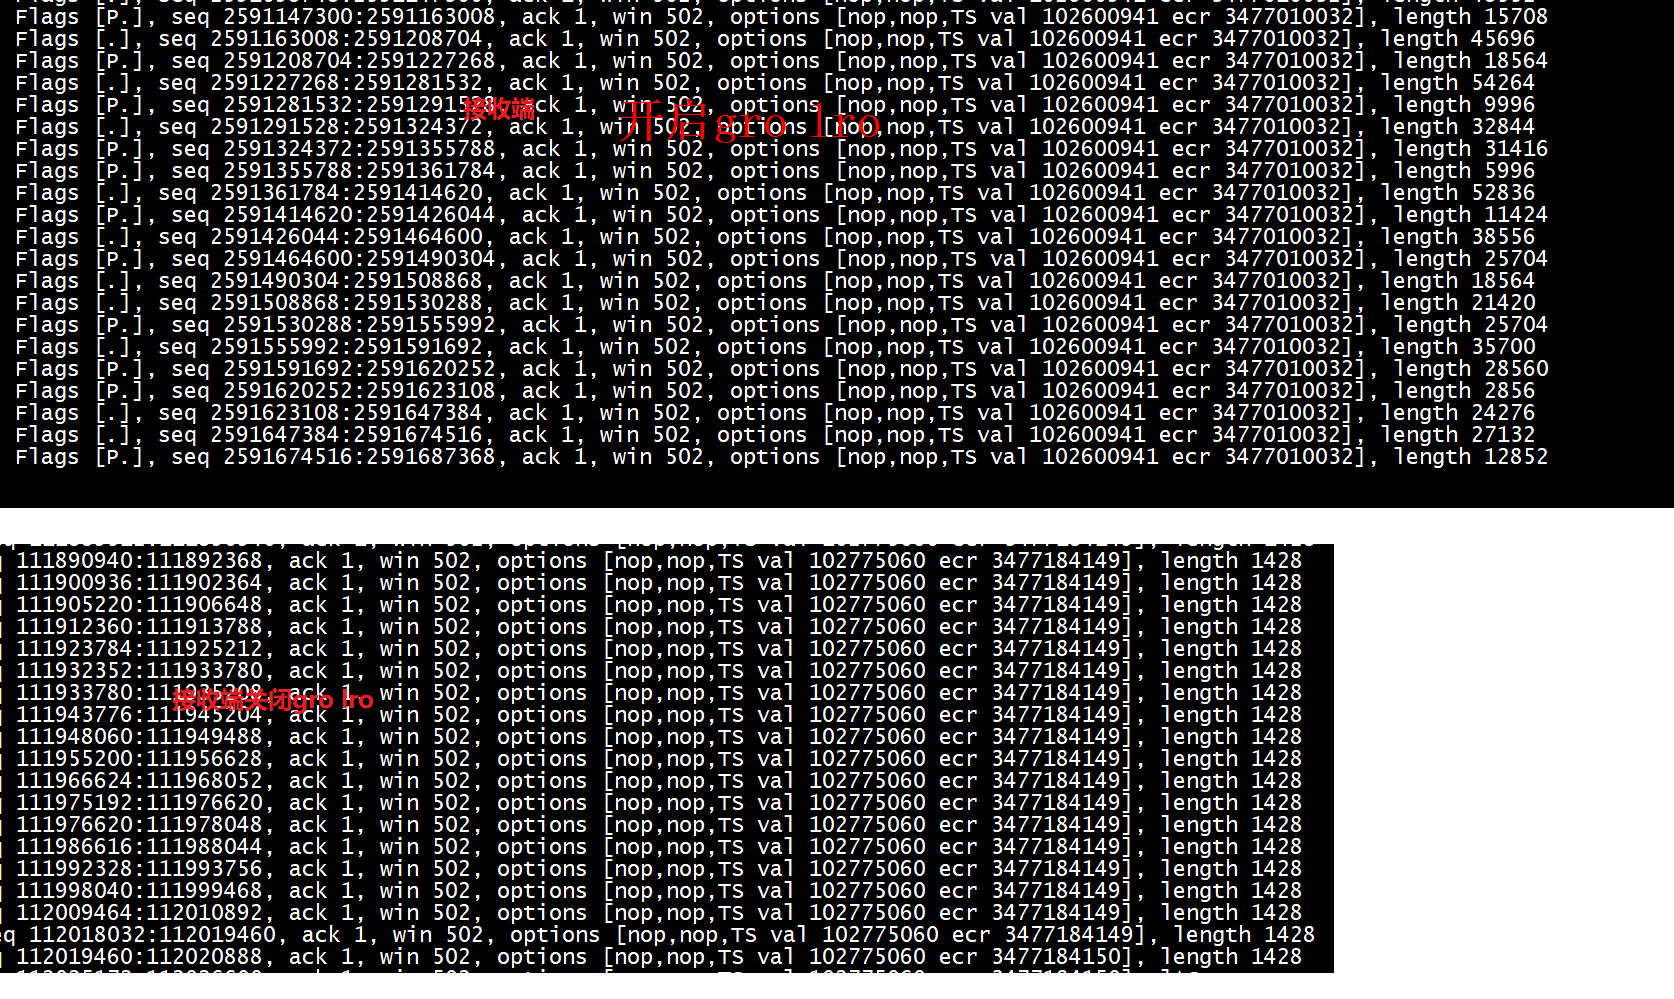 Flags [P.], seq 2591147300:2591163008, ack 1, win 502, options [nop,nop,TS val 102600941 ecr 3477010032], length 15708
Flags [.], seq 2591163008:2591208704, ack 1, win 502, options [nop,nop,TS val 102600941 ecr 3477010032], length 45696
Flags [P.], seq 2591208704:2591227268, ack 1, win 502, options [nop,nop,TS val 102600941 ecr 3477010032], length 18564
Flags [.], seq 2591227268:2591281532, ack 1, win 502, options [nop,nop,TS val 102600941 ecr 3477010032], length 54264
Flags [P.], seq 2591281532:2591291528, ack 1, win 502, options [nop,nop,TS val 102600941 ecr 3477010032], length 9996
接收端
开启gro lro
Flags [.], seq 2591291528:2591324372, ack 1, win 502, options [nop,nop,TS val 102600941 ecr 3477010032], length 32844
Flags [P.], seq 2591324372:2591355788, ack 1, win 502, options [nop,nop,TS val 102600941 ecr 3477010032], length 31416
Flags [P.], seq 2591355788:2591361784, ack 1, win 502, options [nop,nop,TS val 102600941 ecr 3477010032], length 5996
Flags [.], seq 2591361784:2591414620, ack 1, win 502, options [nop,nop,TS val 102600941 ecr 3477010032], length 52836
Flags [P.], seq 2591414620:2591426044, ack 1, win 502, options [nop,nop,TS val 102600941 ecr 3477010032], length 11424
Flags [.], seq 2591426044:2591464600, ack 1, win 502, options [nop,nop,TS val 102600941 ecr 3477010032], length 38556
Flags [P.], seq 2591464600:2591490304, ack 1, win 502, options [nop,nop,TS val 102600941 ecr 3477010032], length 25704
Flags [.], seq 2591490304:2591508868, ack 1, win 502, options [nop,nop,TS val 102600941 ecr 3477010032], length 18564
Flags [.], seq 2591508868:2591530288, ack 1, win 502, options [nop,nop,TS val 102600941 ecr 3477010032], length 21420
Flags [P.], seq 2591530288:2591555992, ack 1, win 502, options [nop,nop,TS val 102600941 ecr 3477010032], length 25704
Flags [.], seq 2591555992:2591591692, ack 1, win 502, options [nop,nop,TS val 102600941 ecr 3477010032], length 35700
Flags [P.], seq 2591591692:2591620252, ack 1, win 502, options [nop,nop,TS val 102600941 ecr 3477010032], length 28560
Flags [P.], seq 2591620252:2591623108, ack 1, win 502, options [nop,nop,TS val 102600941 ecr 3477010032], length 2856
Flags [.], seq 2591623108:2591647384, ack 1, win 502, options [nop,nop,TS val 102600941 ecr 3477010032], length 24276
Flags [.], seq 2591647384:2591674516, ack 1, win 502, options [nop,nop,TS val 102600941 ecr 3477010032], length 27132
Flags [P.], seq 2591674516:2591687368, ack 1, win 502, options [nop,nop,TS val 102600941 ecr 3477010032], length 12852
111890940:111892368, ack 1, win 502, options [nop,nop,TS val 102775060 ecr 3477184149], length 1428
111900936:111902364, ack 1, win 502, options [nop,nop,TS val 102775060 ecr 3477184149], length 1428
111905220:111906648, ack 1, win 502, options [nop,nop,TS val 102775060 ecr 3477184149], length 1428
111912360:111913788, ack 1, win 502, options [nop,nop,TS val 102775060 ecr 3477184149], length 1428
111923784:111925212, ack 1, win 502, options [nop,nop,TS val 102775060 ecr 3477184149], length 1428
111932352:111933780, ack 1, win 502, options [nop,nop,TS val 102775060 ecr 3477184149], length 1428
111933780:111935208, ack 1, win 502, options [nop,nop,TS val 102775060 ecr 3477184149], length 1428
接收端关闭gro lro
111943776:111945204, ack 1, win 502, options [nop,nop,TS val 102775060 ecr 3477184149], length 1428
111948060:111949488, ack 1, win 502, options [nop,nop,TS val 102775060 ecr 3477184149], length 1428
111955200:111956628, ack 1, win 502, options [nop,nop,TS val 102775060 ecr 3477184149], length 1428
111966624:111968052, ack 1, win 502, options [nop,nop,TS val 102775060 ecr 3477184149], length 1428
111975192:111976620, ack 1, win 502, options [nop,nop,TS val 102775060 ecr 3477184149], length 1428
111976620:111978048, ack 1, win 502, options [nop,nop,TS val 102775060 ecr 3477184149], length 1428
111986616:111988044, ack 1, win 502, options [nop,nop,TS val 102775060 ecr 3477184149], length 1428
111992328:111993756, ack 1, win 502, options [nop,nop,TS val 102775060 ecr 3477184149], length 1428
111998040:111999468, ack 1, win 502, options [nop,nop,TS val 102775060 ecr 3477184149], length 1428
112009464:112010892, ack 1, win 502, options [nop,nop,TS val 102775060 ecr 3477184149], length 1428
eq 112018032:112019460, ack 1, win 502, options [nop,nop,TS val 102775060 ecr 3477184149], length 1428
112019460:112020888, ack 1, win 502, options [nop,nop,TS val 102775060 ecr 3477184150], length 1428